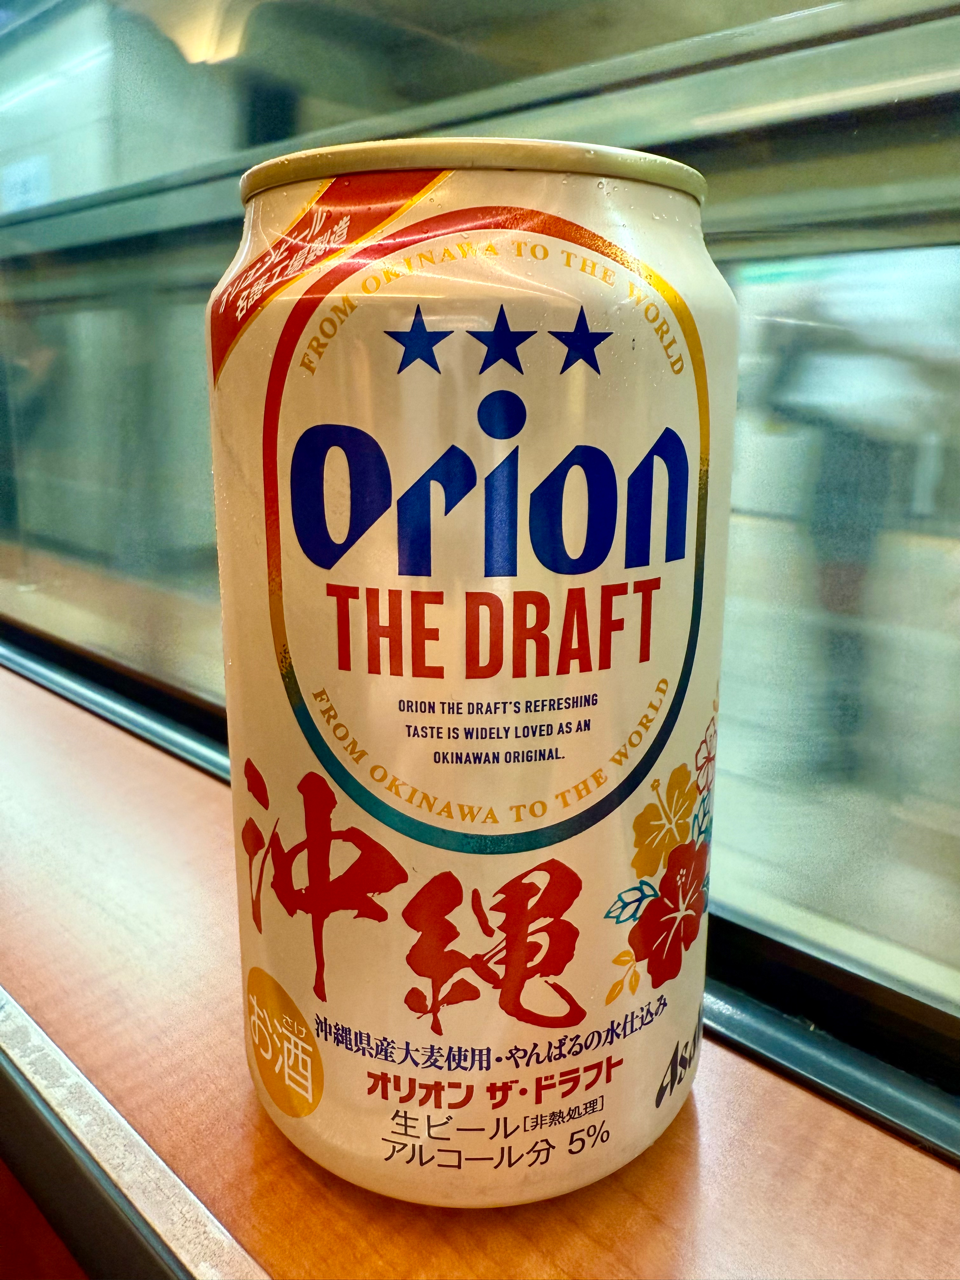 オリオンビール
名護工場製造
FROM OKINAWA TO THE WORLD
orion
THE DRAFT
ORION THE DRAFT'S REFRESHING
TASTE IS WIDELY LOVED AS AN
OKINAWAN ORIGINAL.
FROM OKINAWA TO THE WORLD
沖縄
さけ
お酒
沖縄県産大麦使用・やんばるの水仕込み
オリオン ザ・ドラフト
生ビール[非熱処理]
アルコール分 5%